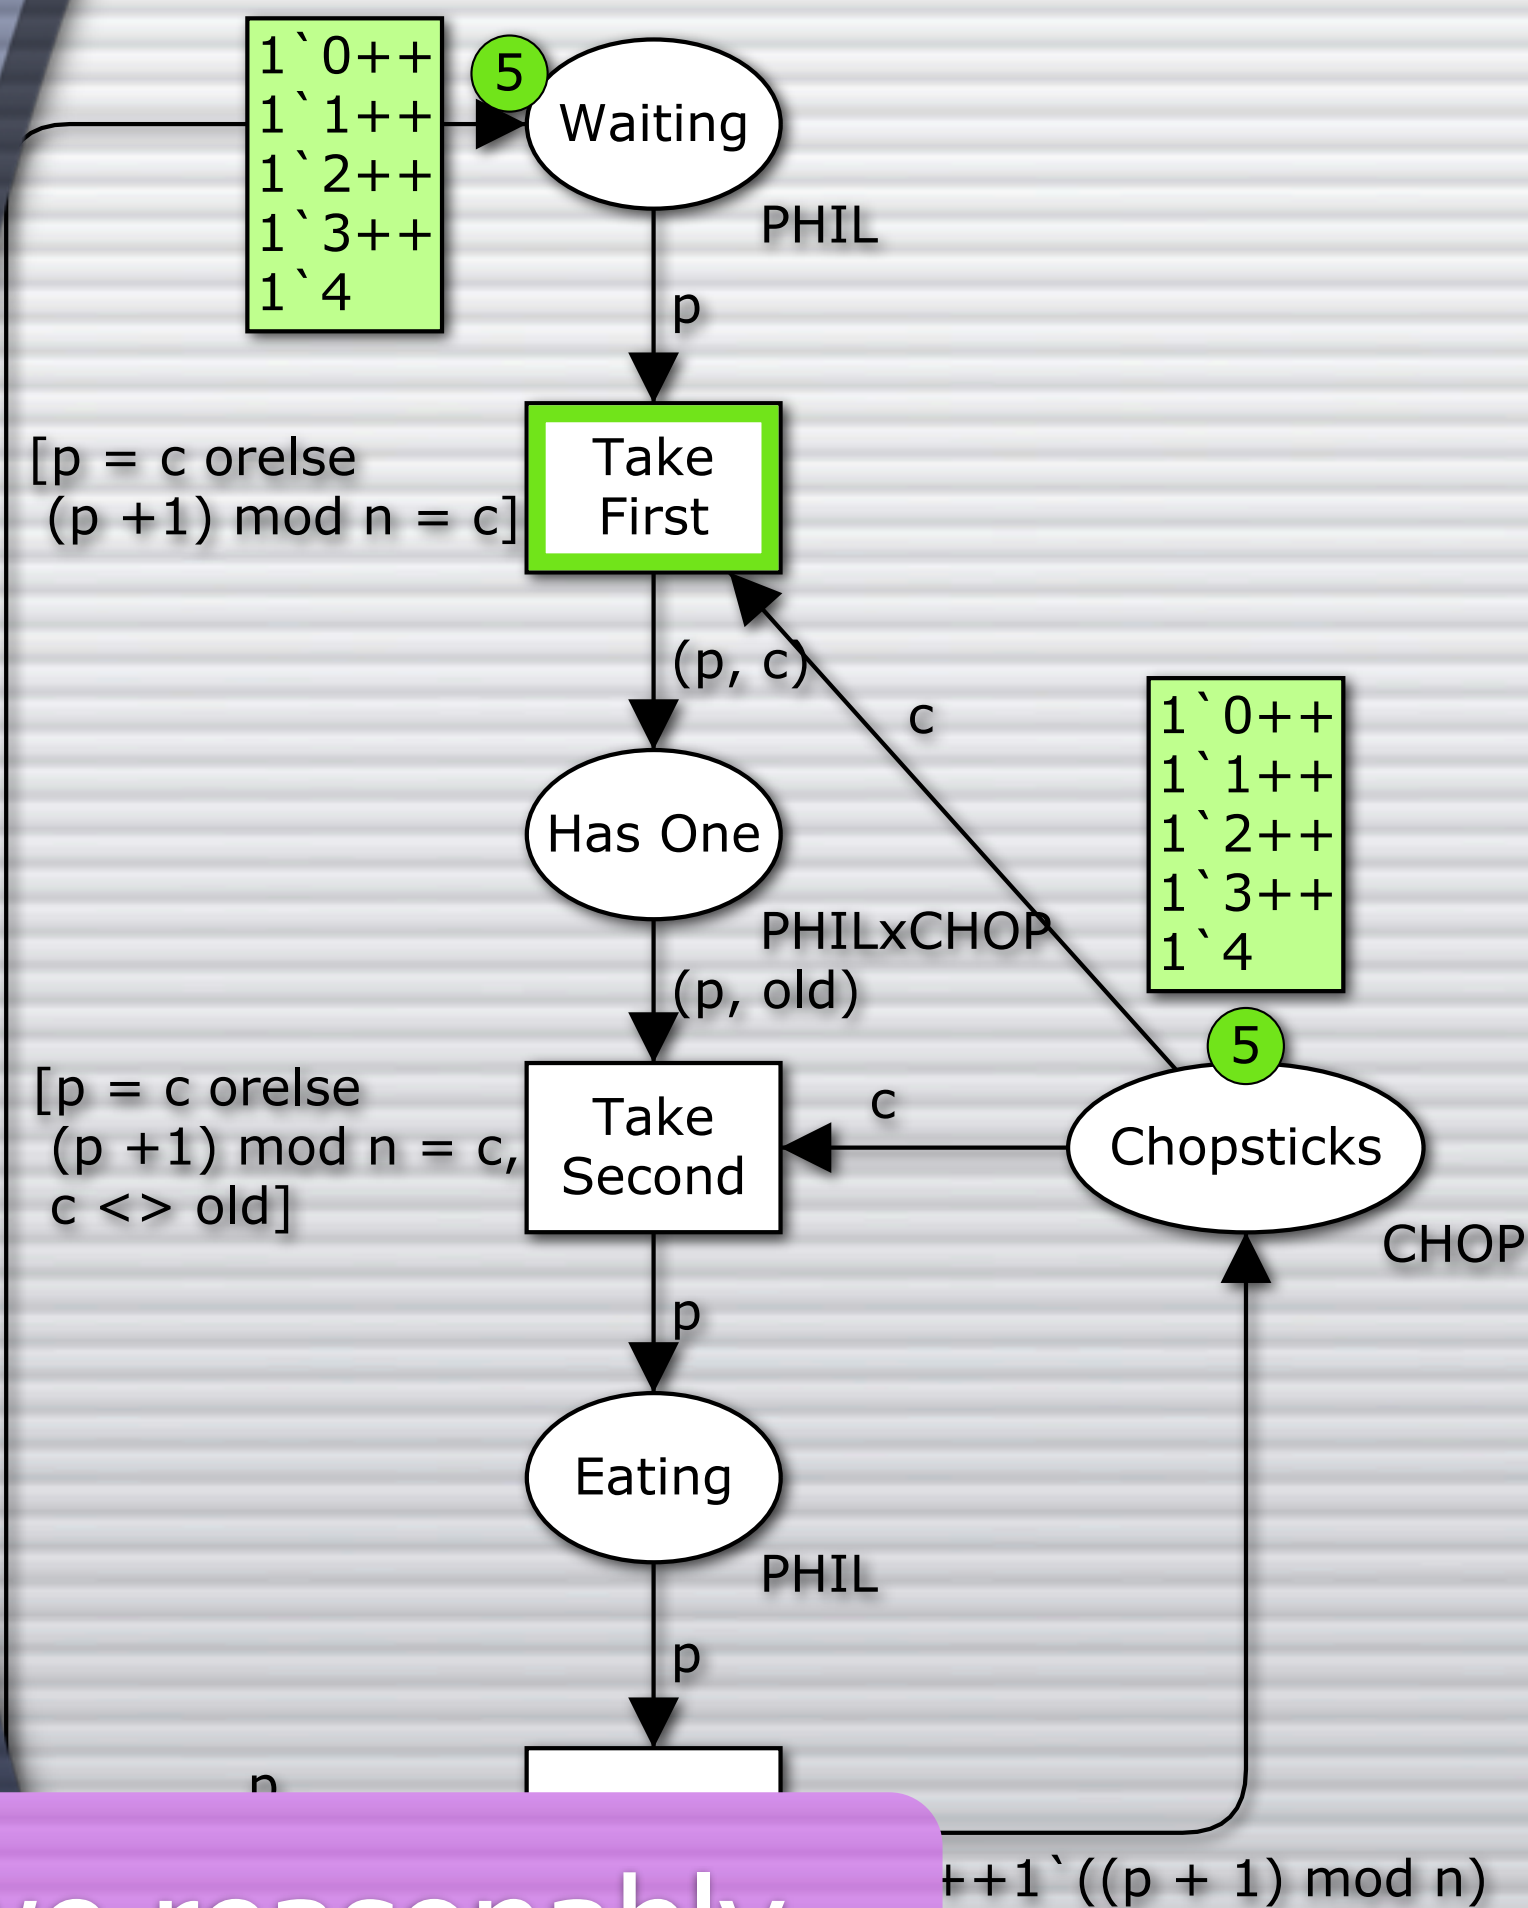 1`0++
1`1++
1`2++
1`3++
1`4
5
Waiting
PHIL
p
[p = c orelse
(p +1) mod n = c]
Take
First
(p, c)
c
1`0++
1`1++
1`2++
1`3++
1`4
Has One
PHILxCHOP
(p, old)
5
[p = c orelse
(p +1) mod n = c,
c <> old]
Take
Second
c
Chopsticks
CHOP
p
Eating
PHIL
p
p
++1`((p + 1) mod n)
reasonably